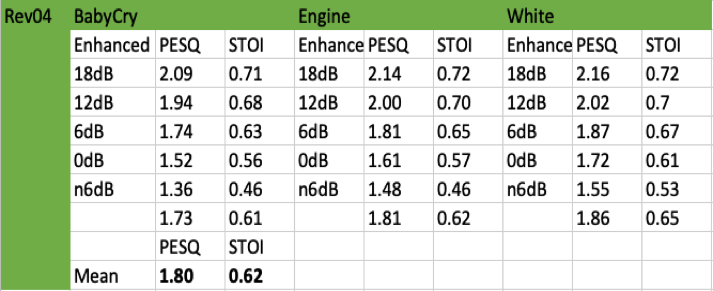 Rev04 BabyCry Engine White
Enhanced PESQ STOI Enhance PESQ STOI Enhance PESQ STOI
18dB 2.09 0.71 18dB 2.14 0.72 18dB 2.16 0.72
12dB 1.94 0.68 12dB 2.00 0.70 12dB 2.02 0.7
6dB 1.74 0.63 6dB 1.81 0.65 6dB 1.87 0.67
0dB 1.52 0.56 0dB 1.61 0.57 0dB 1.72 0.61
n6dB 1.36 0.46 n6dB 1.48 0.46 n6dB 1.55 0.53
1.73 0.61 1.81 0.62 1.86 0.65
PESQ STOI
Mean 1.80 0.62